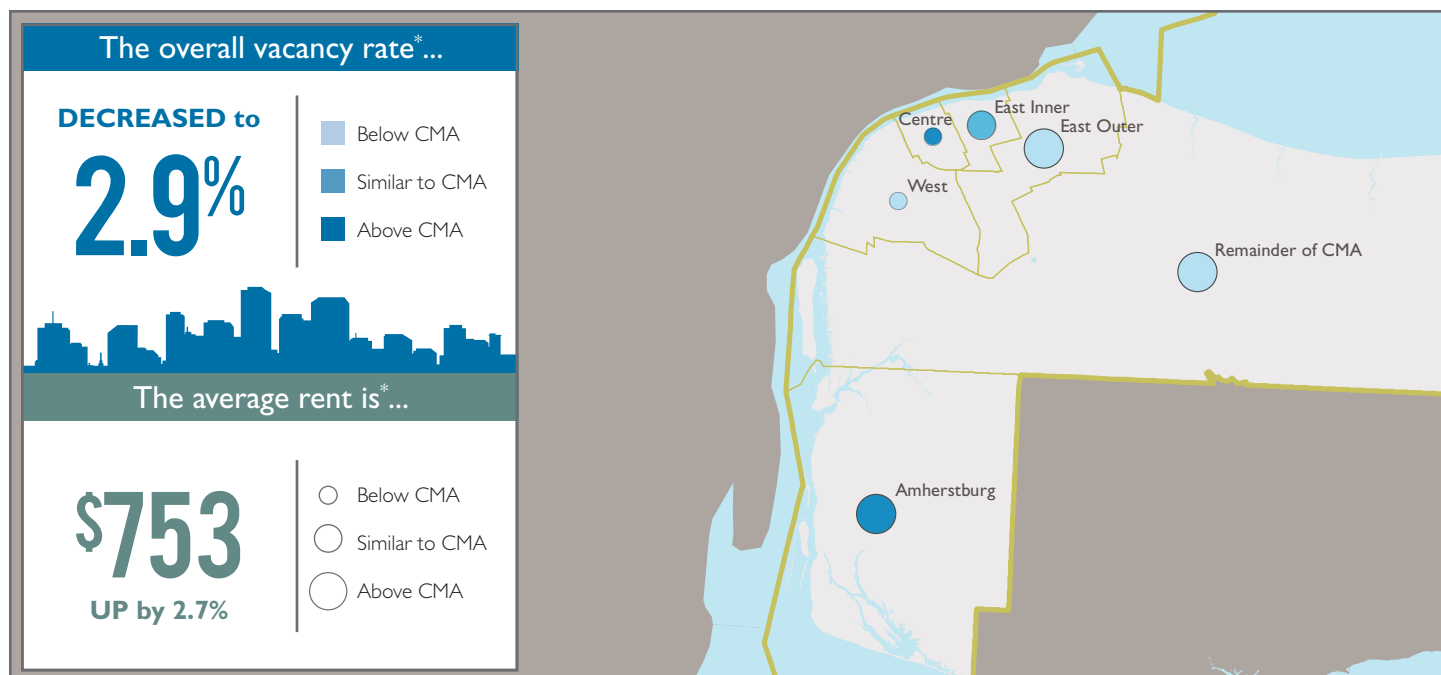 The overall vacancy rate*...
DECREASED to
2.9%
Below CMA
Similar to CMA
Above CMA
The average rent is*...
$753
UP by 2.7%
Below CMA
Similar to CMA
Above CMA
Centre
East Inner
East Outer
West
Remainder of CMA
Amherstburg